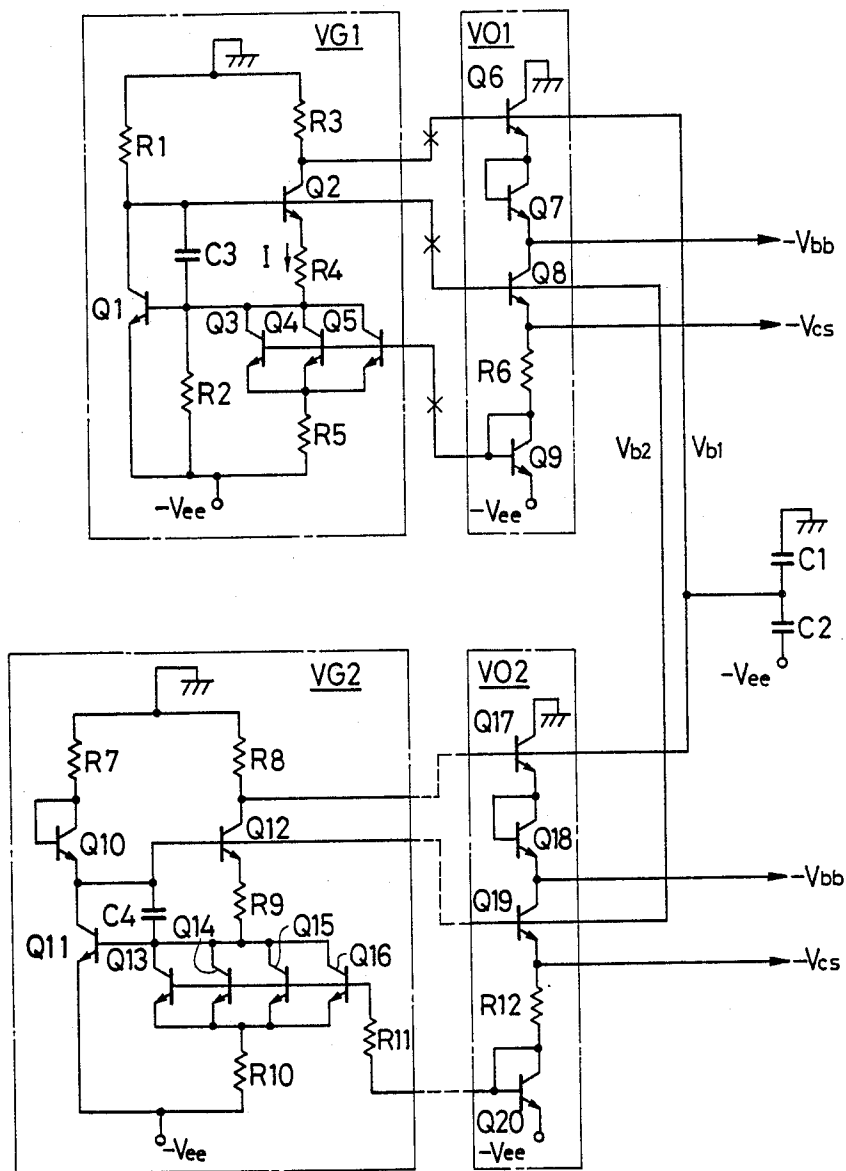 VG1
VO1
Q6
R3
R1
Q2
Q7
-Vbb
C3
I
R4
Q8
Q1
Q3
Q4
Q5
-Vcs
R6
R2
R5
Q9
Vb2
Vb1
-Vee
-Vee
C1
C2
-Vee
VG2
VO2
Q17
R7
R8
Q10
Q12
Q18
-Vbb
C4
R9
Q19
Q11
Q13
Q14
Q15
Q16
-Vcs
R12
R11
R10
Q20
-Vee
-Vee